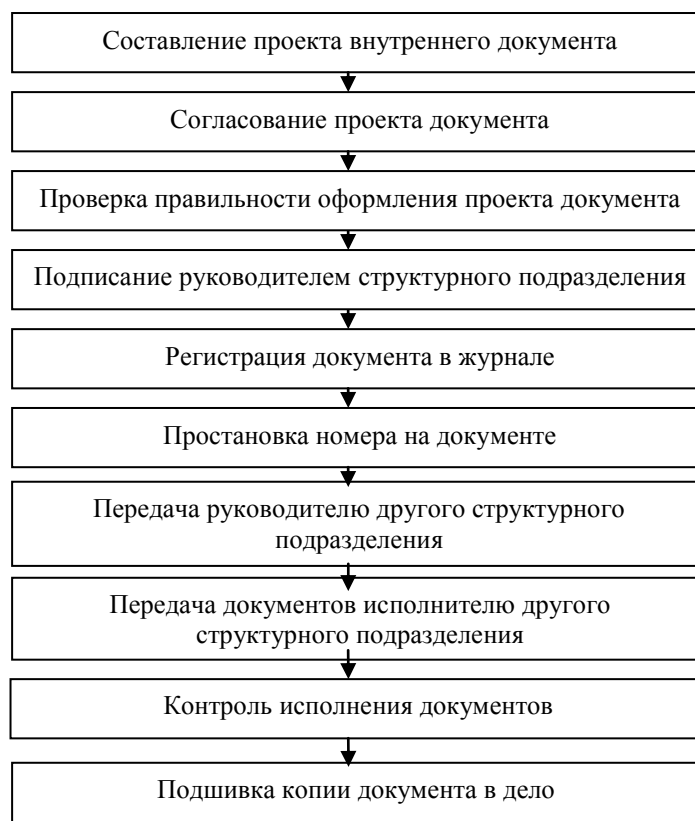 Составление проекта внутреннего документа
Согласование проекта документа
Проверка правильности оформления проекта документа
Подписание руководителем структурного подразделения
Регистрация документа в журнале
Простановка номера на документе
Передача руководителю другого структурного
подразделения
Передача документов исполнителю другого
структурного подразделения
Контроль исполнения документов
Подшивка копии документа в дело